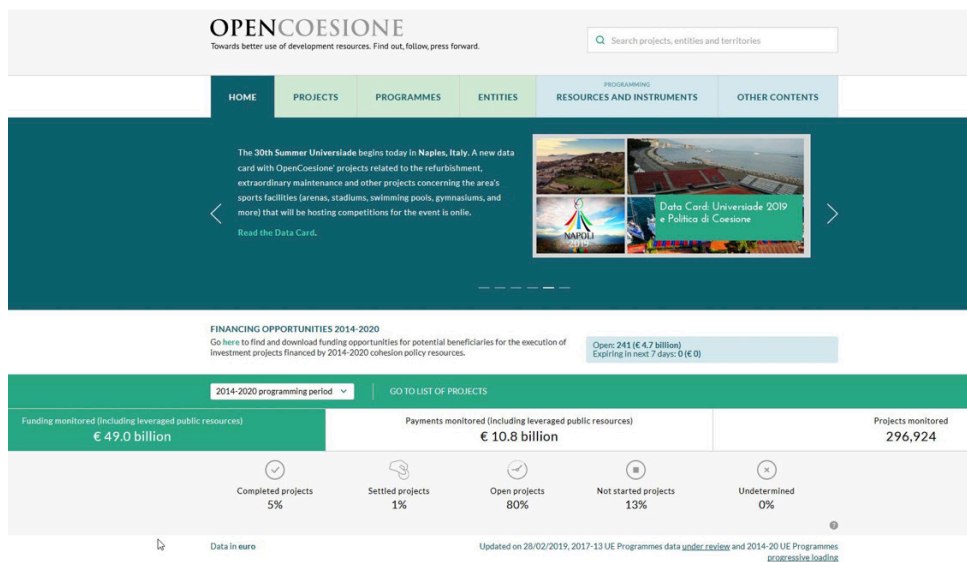 OPENCOESIONE
Towards better use of development resources. Find out, follow, press forward.
Search projects, entities and territories
HOME
PROJECTS
PROGRAMMES
ENTITIES
PROGRAMMING
RESOURCES AND INSTRUMENTS
OTHER CONTENTS
The 30th Summer Universiade begins today in Naples, Italy. A new data
card with OpenCoesione' projects related to the refurbishment,
extraordinary maintenance and other projects concerning the area's
sports facilities (arenas, stadiums, swimming pools, gymnasiums, and
more) that will be hosting competitions for the event is onlie.
Read the Data Card.
NAPOLI
2019
Data Card: Universiade 2019
e Politica di
Coesione
FINANCING OPPORTUNITIES 2014-2020
Go here to find and download funding opportunities for potential beneficiaries for the execution of
investment projects financed by 2014-2020 cohesion policy resources.
Open: 241 (€ 4.7 billion)
Expiring in next 7 days: 0 (€ 0)
2014-2020 programming period
GO TO LIST OF PROJECTS
Funding monitored (including leveraged public resources)
€ 49.0 billion
Payments monitored (including leveraged public resources)
€ 10.8 billion
Projects monitored
296,924
Completed projects
5%
Settled projects
1%
Open projects
80%
Not started projects
13%
Undetermined
0%
Data in euro
Updated on 28/02/2019, 2017-13 UE Programmes data under review and 2014-20 UE Programmes
progressive loading